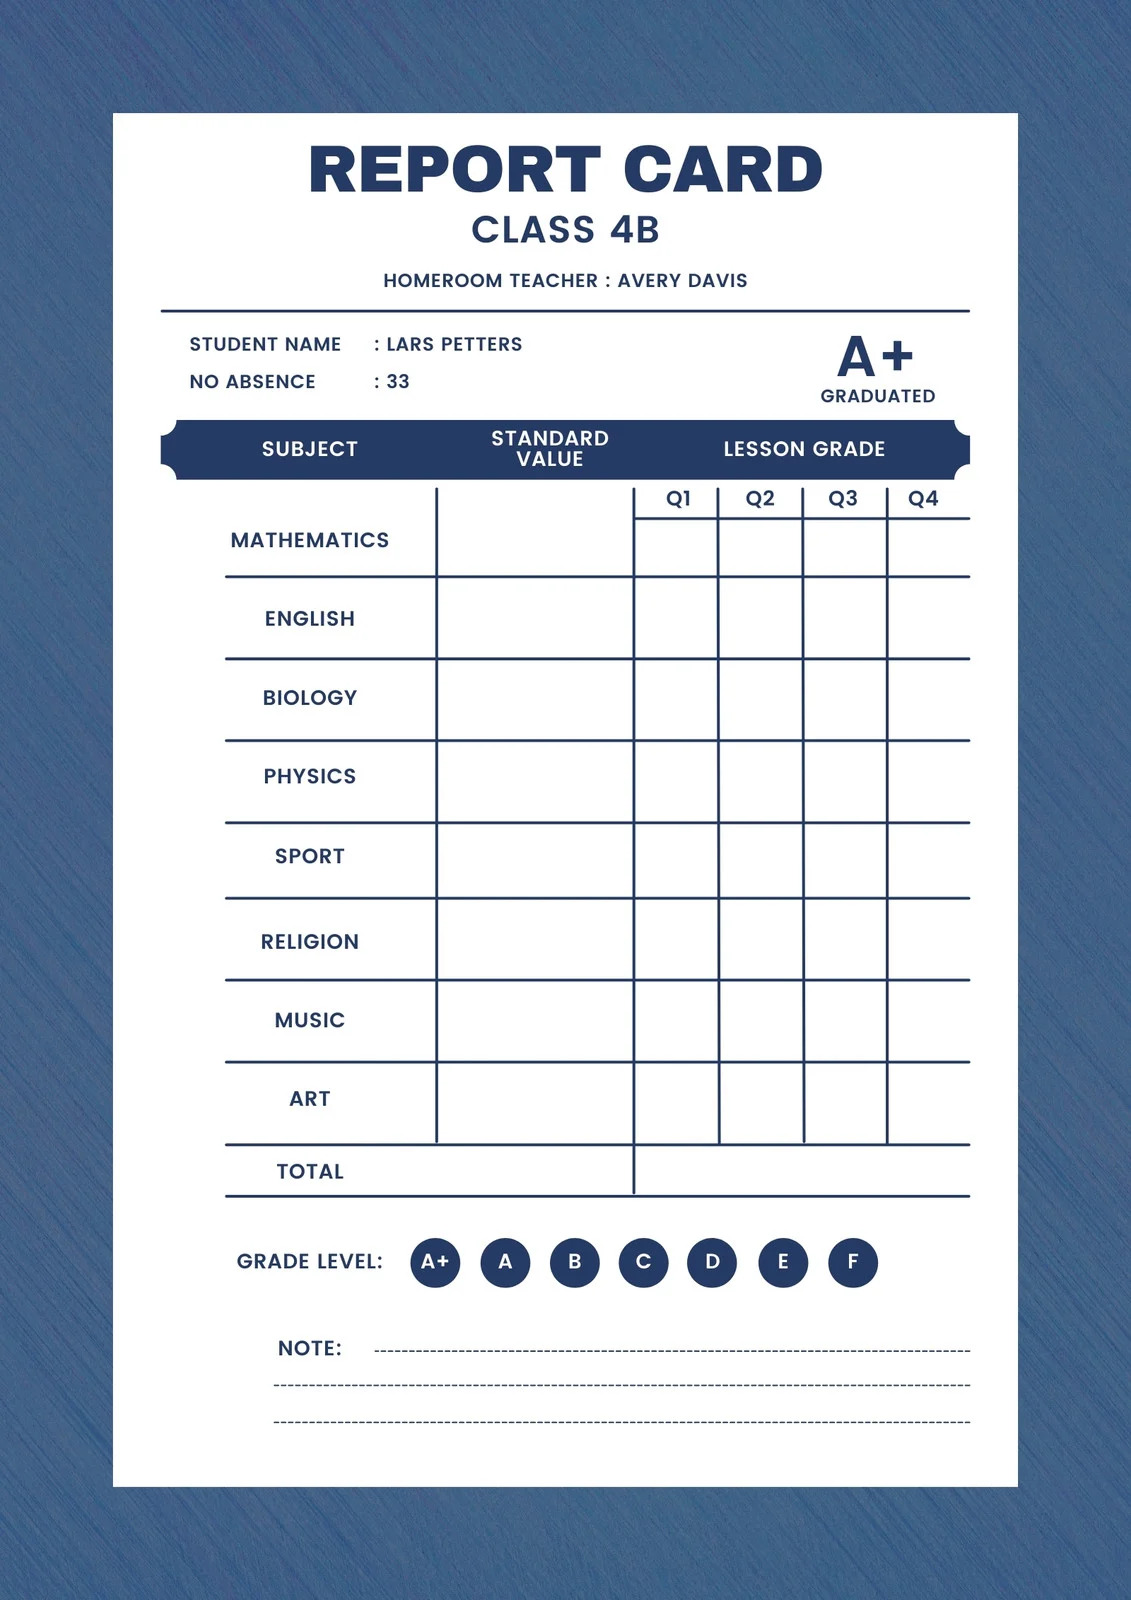 REPORT CARD
CLASS 4B
HOMEROOM TEACHER : AVERY DAVIS
STUDENT NAME : LARS PETTERS
NO ABSENCE : 33
A+
GRADUATED
SUBJECT
STANDARD
VALUE
LESSON GRADE
Q1 Q2 Q3 Q4
MATHEMATICS
ENGLISH
BIOLOGY
PHYSICS
SPORT
RELIGION
MUSIC
ART
TOTAL
GRADE LEVEL: A+ A B C D E F
NOTE: